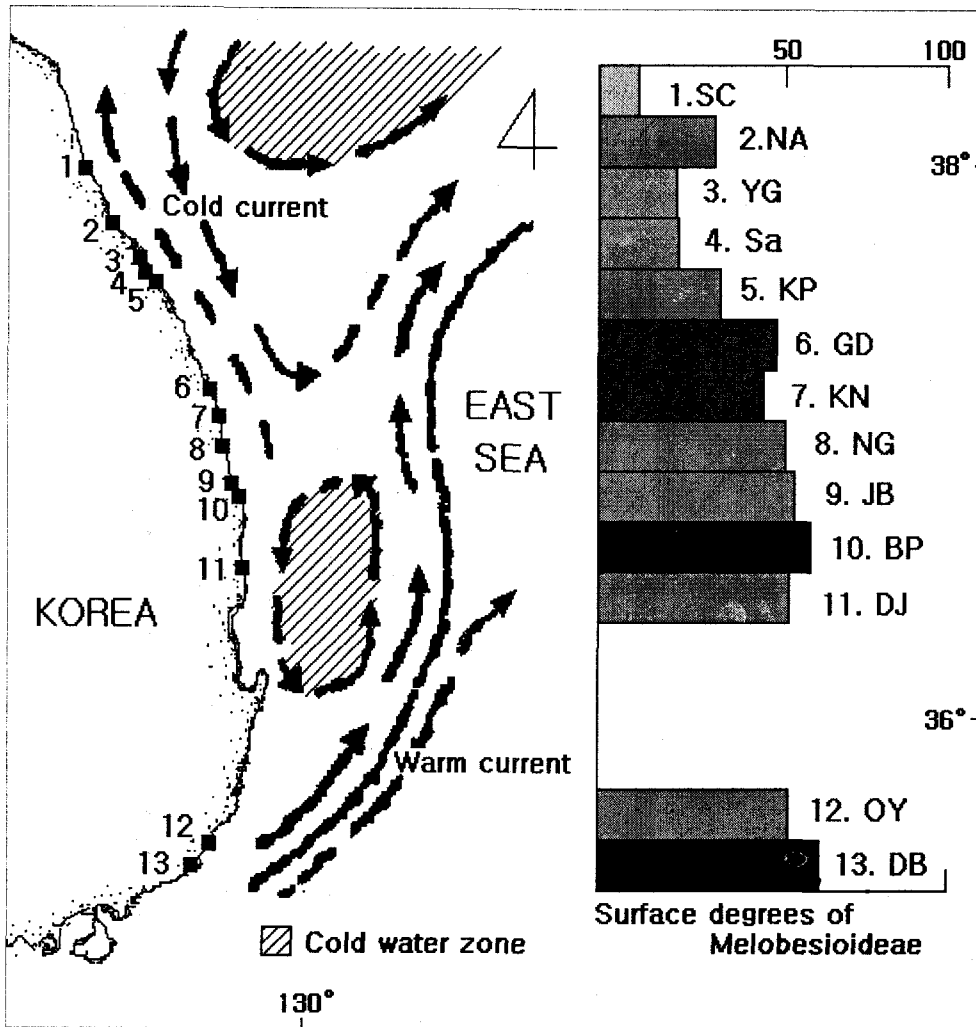 50 100
1.SC
2.NA
38°
3. YG
4. Sa
5. KP
6. GD
7. KN
8. NG
9. JB
10. BP
11. DJ
36°
12. OY
13. DB
Surface degrees of
Melobesioideae
1
2
3
4
5
6
7
8
9
10
11
12
13
Cold current
EAST
SEA
KOREA
Warm current
Cold water zone
130°